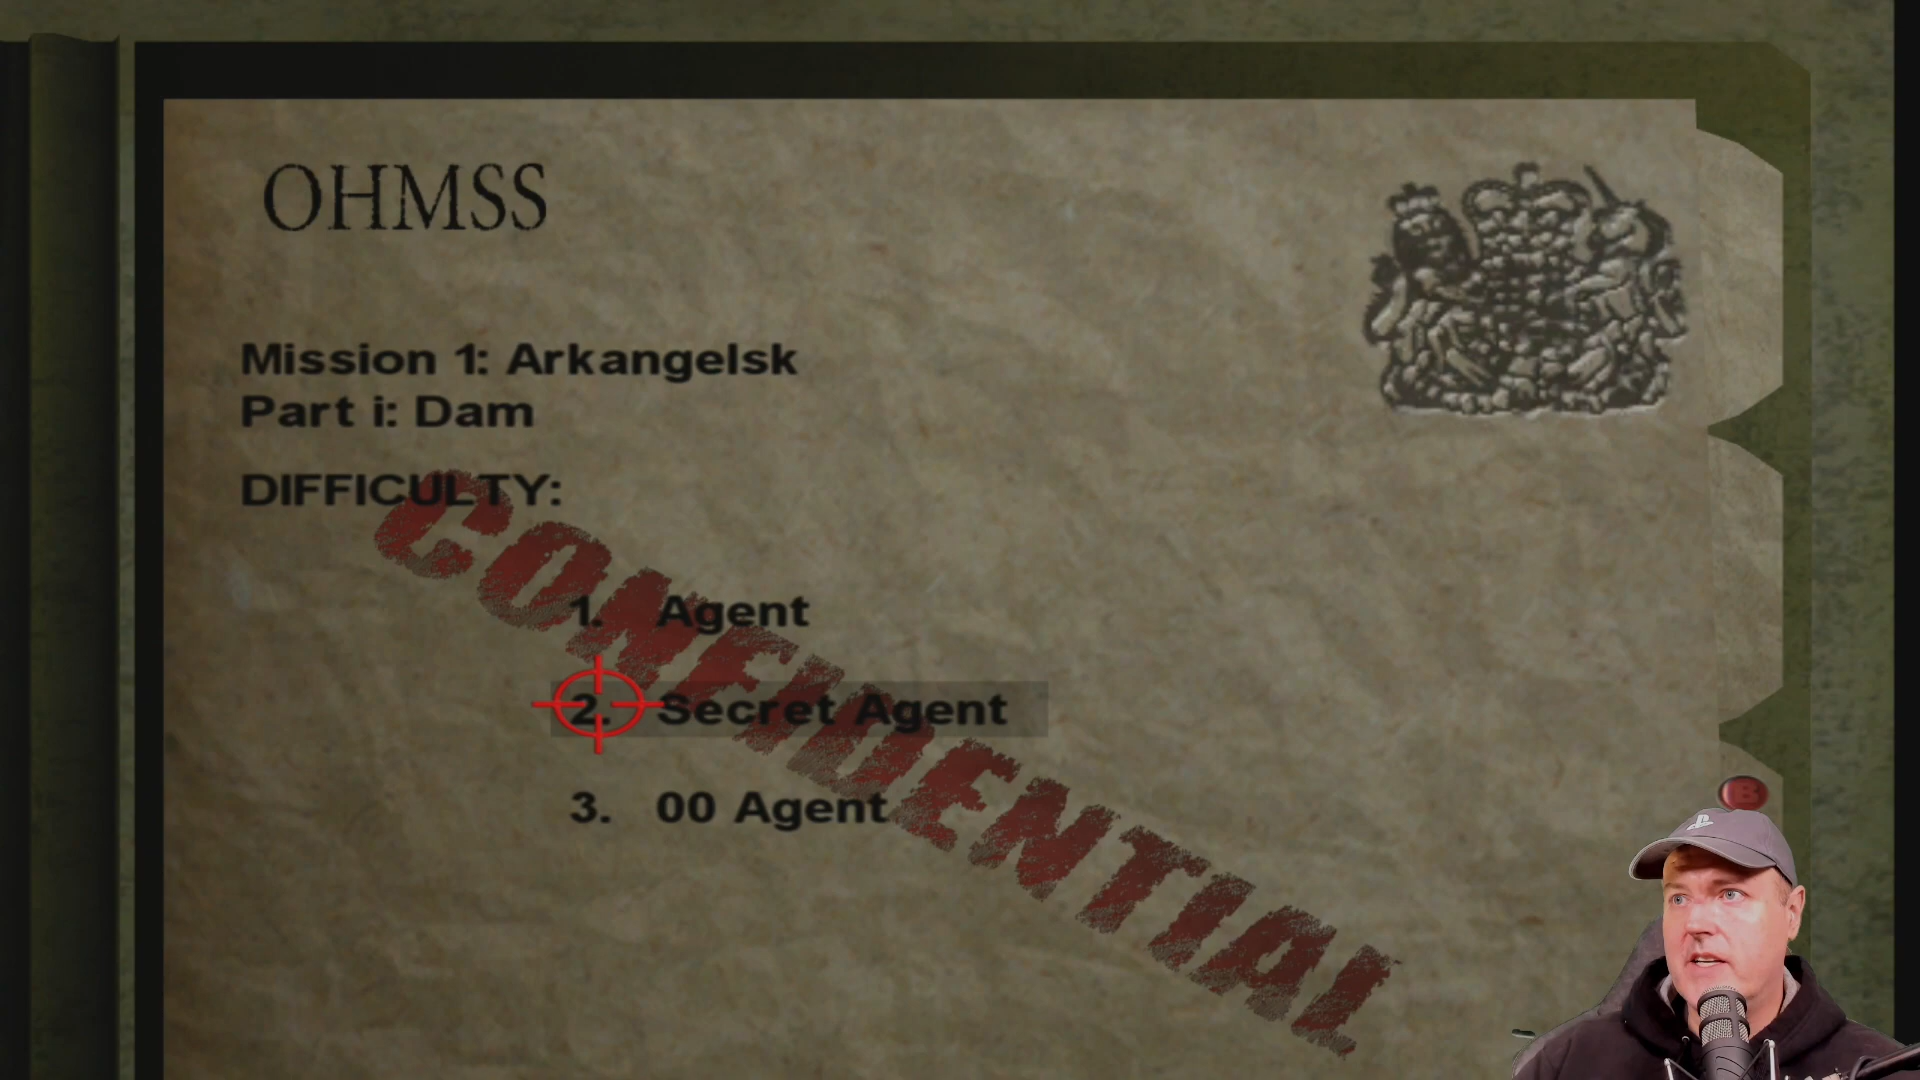 OHMSS
Mission 1: Arkangelsk
Part i: Dam
DIFFICULTY:
CONFIDENTIAL
1. Agent
2. Secret Agent
3. 00 Agent
B